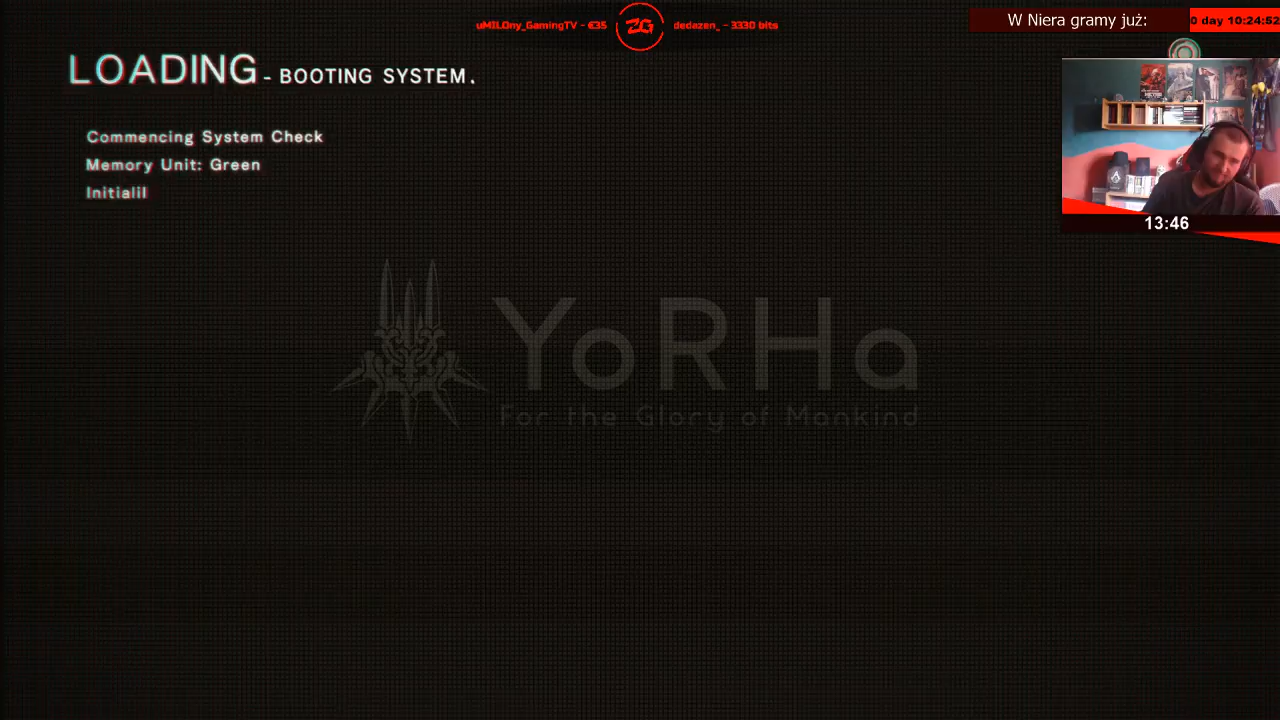 uMILOny_GamingTV - €35
ZG
dedazen_ - 3330 bits
W Niera gramy już:
0 day 10:24:52
LOADING - BOOTING SYSTEM.
Commencing System Check
Memory Unit: Green
Initialil
13:46
YoRHa
For the Glory of Mankind